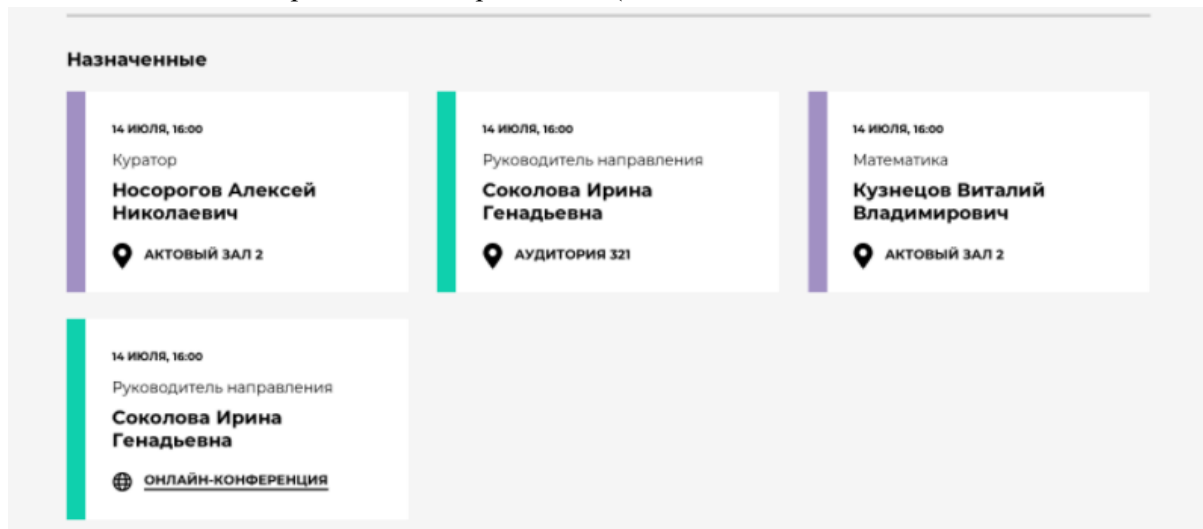 Назначенные
14 ИЮЛЯ, 16:00
Куратор
Носорогов Алексей
Николаевич
АКТОВЫЙ ЗАЛ 2
14 ИЮЛЯ, 16:00
Руководитель направления
Соколова Ирина
Генадьевна
АУДИТОРИЯ 321
14 ИЮЛЯ, 16:00
Математика
Кузнецов Виталий
Владимирович
АКТОВЫЙ ЗАЛ 2
14 ИЮЛЯ, 16:00
Руководитель направления
Соколова Ирина
Генадьевна
ОНЛАЙН-КОНФЕРЕНЦИЯ